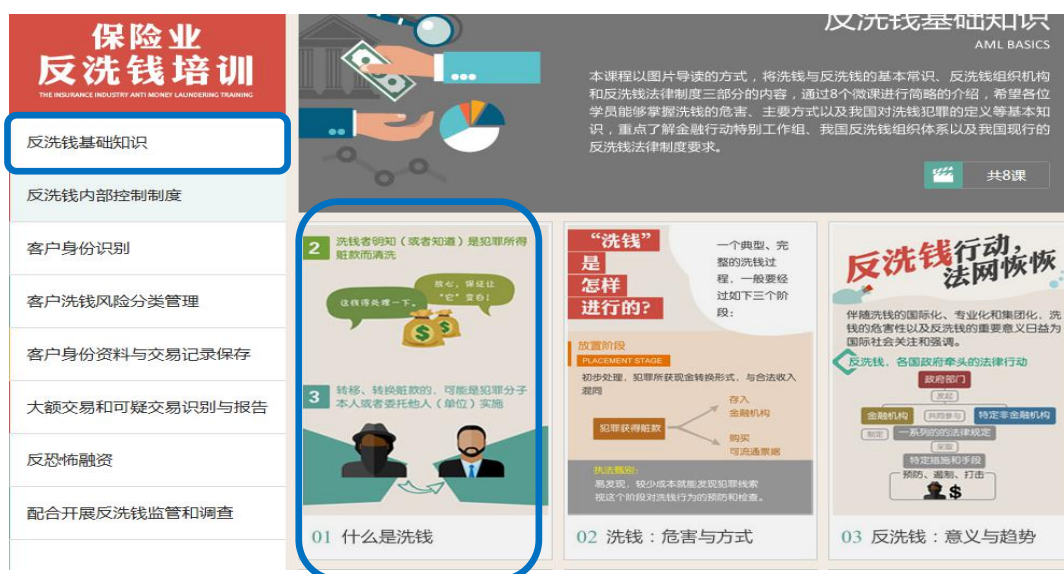 保险业
反洗钱培训
THE INSURANCE INDUSTRY ANTI MONEY LAUNDERING TRAINING
反洗钱基础知识
反洗钱内部控制制度
客户身份识别
客户洗钱风险分类管理
客户身份资料与交易记录保存
大额交易和可疑交易识别与报告
反恐怖融资
配合开展反洗钱监管和调查
反洗钱基础知识
AML BASICS
本课程以图片导读的方式，将洗钱与反洗钱的基本常识、反洗钱组织机构
和反洗钱法律制度三部分的内容，通过8个微课进行简略的介绍，希望各位
学员能够掌握洗钱的危害、主要方式以及我国对洗钱犯罪的定义等基本知
识，重点了解金融行动特别工作组、我国反洗钱组织体系以及我国现行的
反洗钱法律制度要求。
共8课
2 洗钱者明知（或者知道）是犯罪所得
赃款而清洗
这钱得处理一下。
放心，保证让
“它”变白！
$ $
3 转移、转换赃款的，可能是犯罪分子
本人或者委托他人（单位）实施
01 什么是洗钱
“洗钱”
是
怎样
进行的?
一个典型、完
整的洗钱过
程，一般要经
过如下三个阶
段：
放置阶段
PLACEMENT STAGE
初步处理，犯罪所获现金转换形式，与合法收入
混同
犯罪获得赃款
存入
金融机构
购买
可流通票据
执法甄别：
易发现，较少成本就能发现犯罪线索
视这个阶段对洗钱行为的预防和检查。
02 洗钱：危害与方式
反洗钱行动，
法网恢恢
伴随洗钱的国际化、专业化和集团化，洗
钱的危害性以及反洗钱的重要意义日益为
国际社会关注和强调。
反洗钱，各国政府牵头的法律行动
政府部门
发起
金融机构 共同参与 特定非金融机构
制定 一系列的的法律规定
采取
特定措施和手段
预防、遏制、打击
$
03 反洗钱：意义与趋势